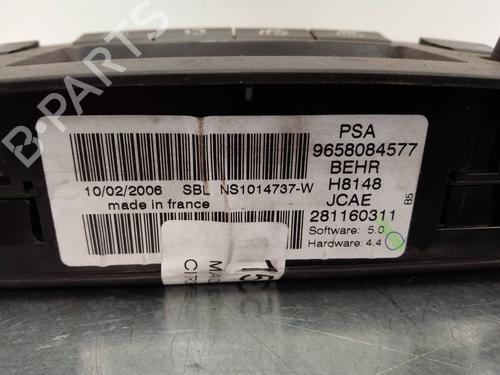 PSA
9658084577
BEHR
H8148
JCAE
281160311
Software: 5.0
Hardware: 4.4
B5
10/02/2006 SBL NS1014737-W
made in france